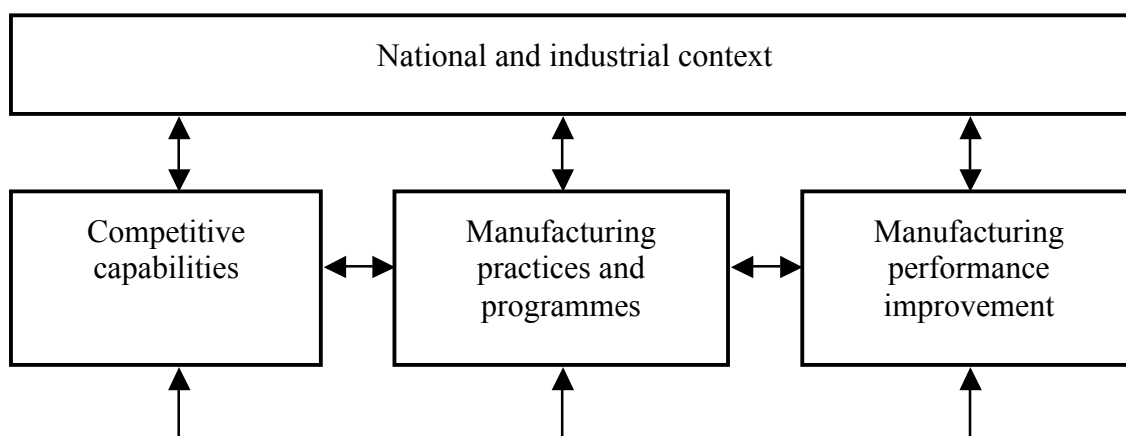 National and industrial context
Competitive
capabilities
Manufacturing
practices and
programmes
Manufacturing
performance
improvement